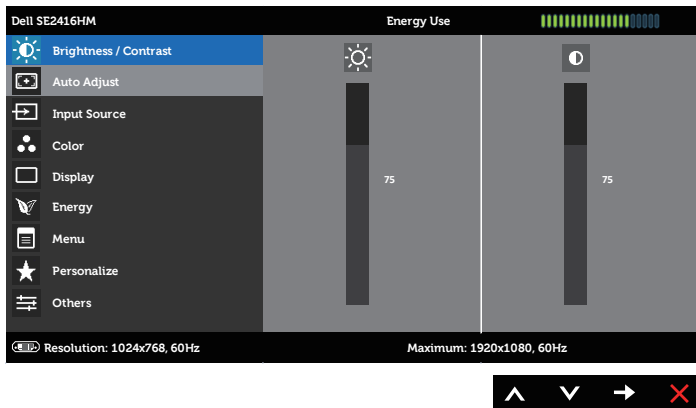 Dell SE2416HM
Energy Use
Brightness / Contrast
Auto Adjust
Input Source
Color
Display
75
75
Energy
Menu
Personalize
Others
Resolution: 1024x768, 60Hz
Maximum: 1920x1080, 60Hz